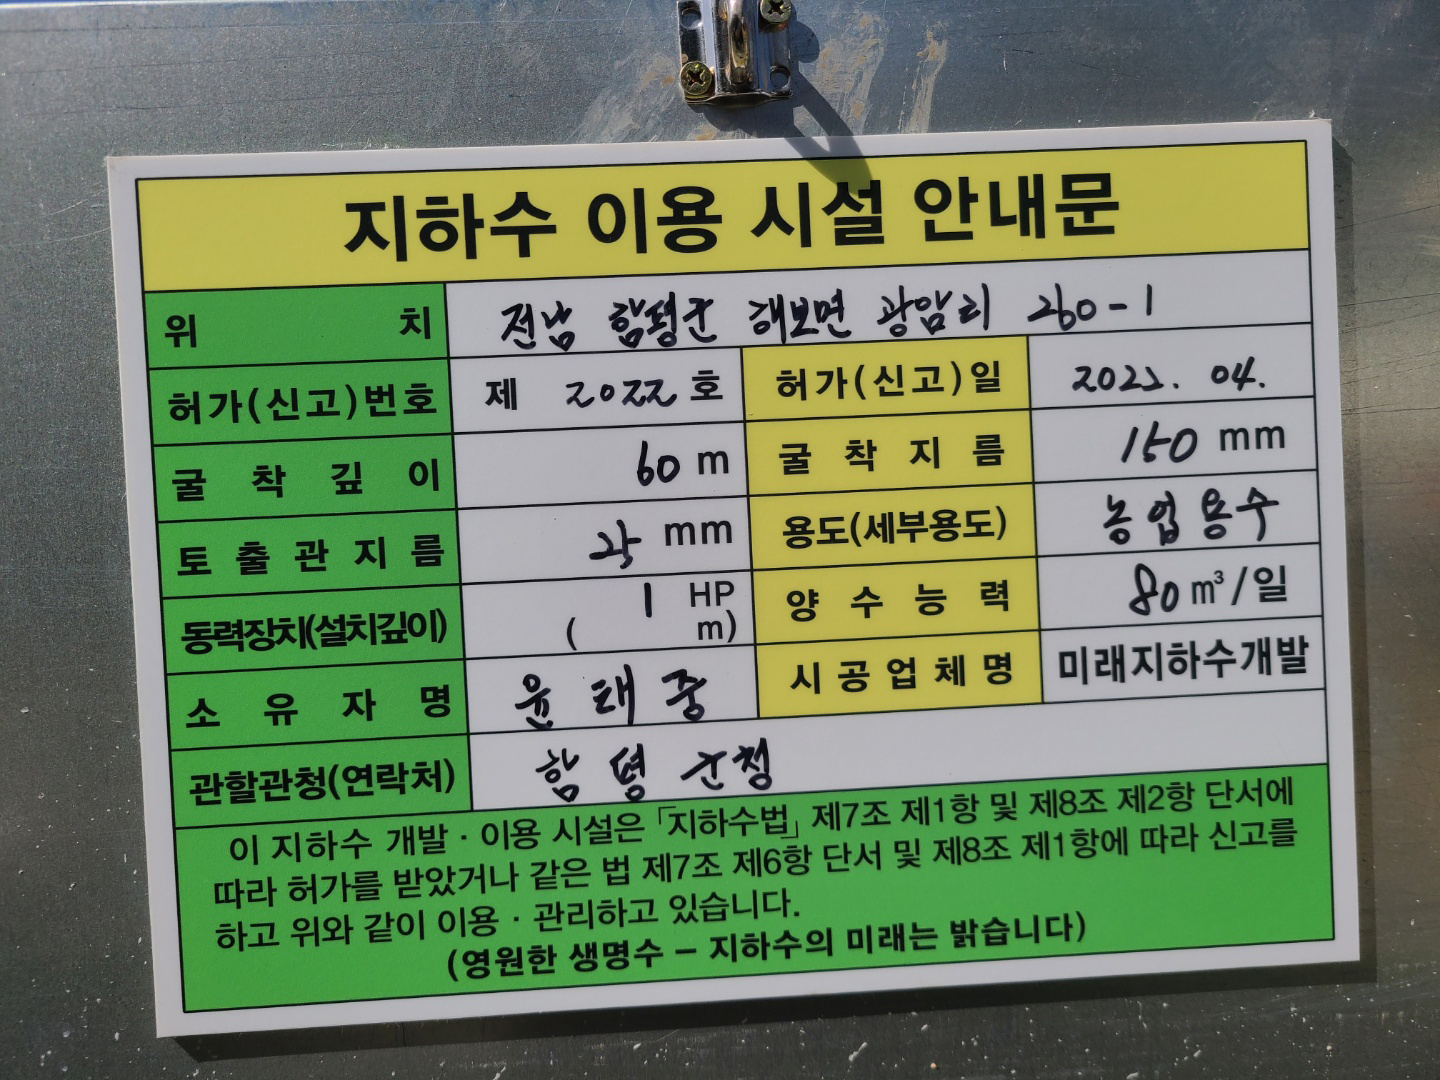 지하수 이용 시설 안내문
위 치 전남 함평군 해보면 광암리 260-1
허가(신고)번호 제 2022 호 허가(신고)일 2022. 04.
굴착깊이 60 m 굴착지름 150 mm
토출관지름 25 mm 용도(세부용도) 농업용수
동력장치(설치깊이) 1 HP ( m) 양수능력 80 m³/일
소유자명 윤태중 시공업체명 미래지하수개발
관할관청(연락처) 함평군청
이 지하수 개발·이용 시설은 「지하수법」 제7조 제1항 및 제8조 제2항 단서에
따라 허가를 받았거나 같은 법 제7조 제6항 단서 및 제8조 제1항에 따라 신고를
하고 위와 같이 이용·관리하고 있습니다.
(영원한 생명수 - 지하수의 미래는 밝습니다)